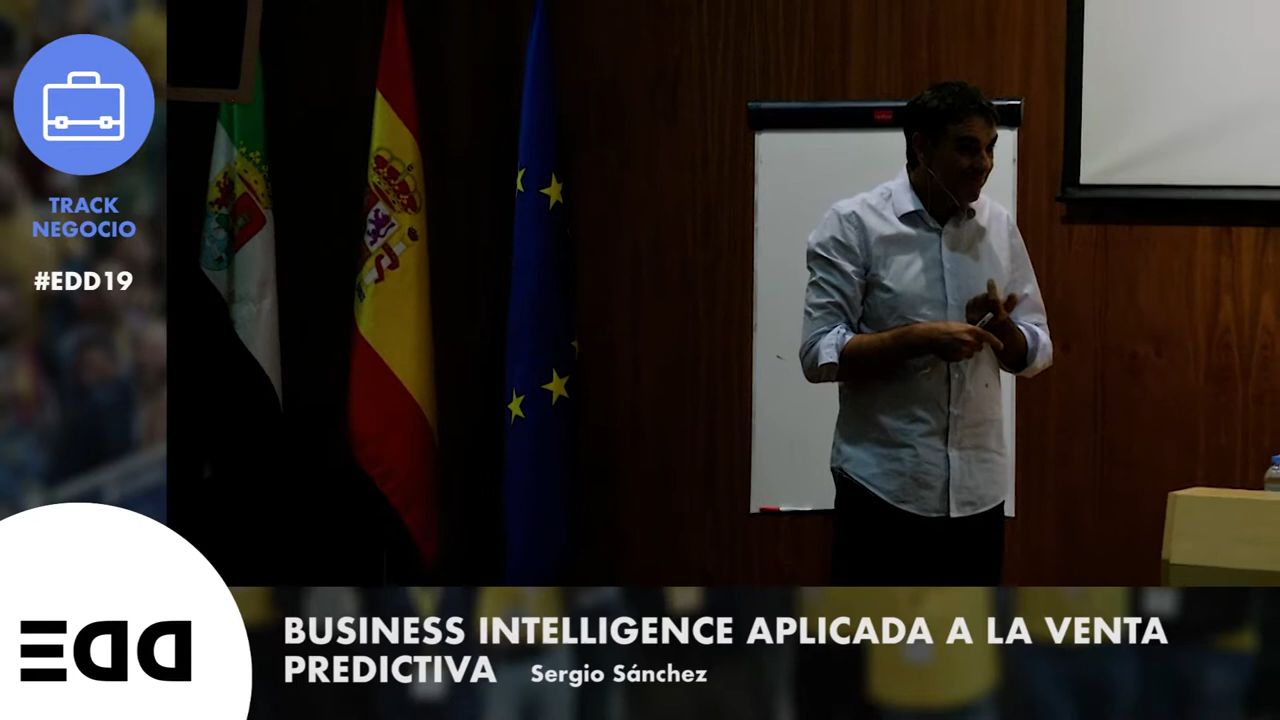 TRACK
NEGOCIO
#EDD19
EDD
BUSINESS INTELLIGENCE APLICADA A LA VENTA
PREDICTIVA Sergio Sánchez